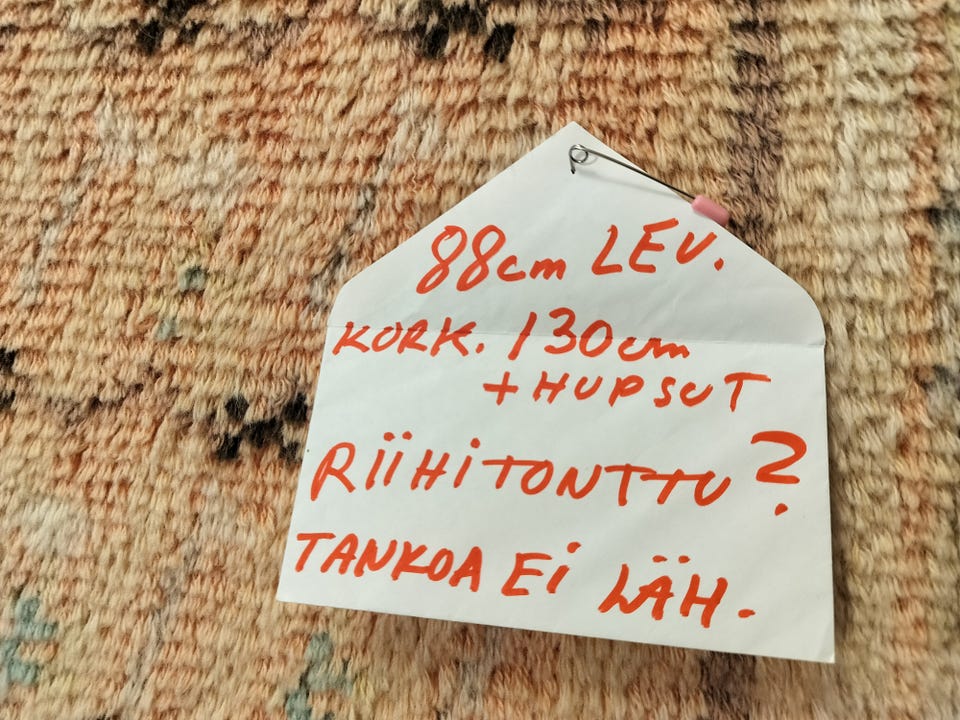 88cm LEV.
KORK. 130cm
+HUPSUT
RIIHITONTTU?
TANKOA EI LÄH.